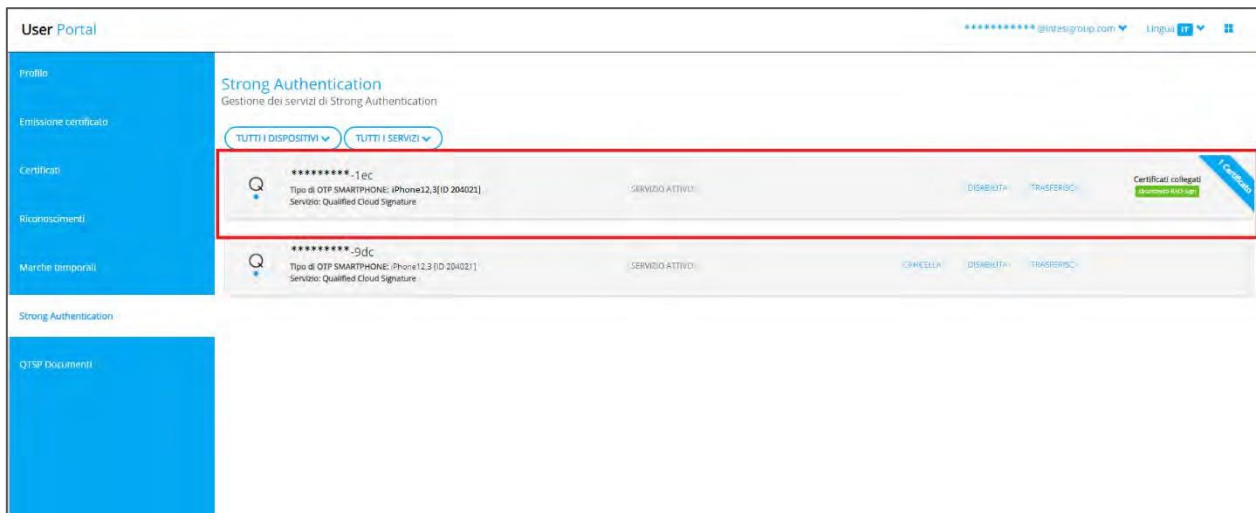 User Portal
***********@intesigroup.com
Lingua IT
Profilo
Emissione certificato
Certificati
Riconoscimenti
Marche temporali
Strong Authentication
QTSP Documenti
Strong Authentication
Gestione dei servizi di Strong Authentication
TUTTI I DISPOSITIVI
TUTTI I SERVIZI
*********-1ec
Tipo di OTP SMARTPHONE: iPhone12,3[ID 204021]
Servizio: Qualified Cloud Signature
SERVIZIO ATTIVO
DISABILITA
TRASFERISCI
Certificati collegati
1 Certificato
*********-9dc
Tipo di OTP SMARTPHONE: iPhone12,3 [ID 204021]
Servizio: Qualified Cloud Signature
SERVIZIO ATTIVO
CANCELLA
DISABILITA
TRASFERISCI